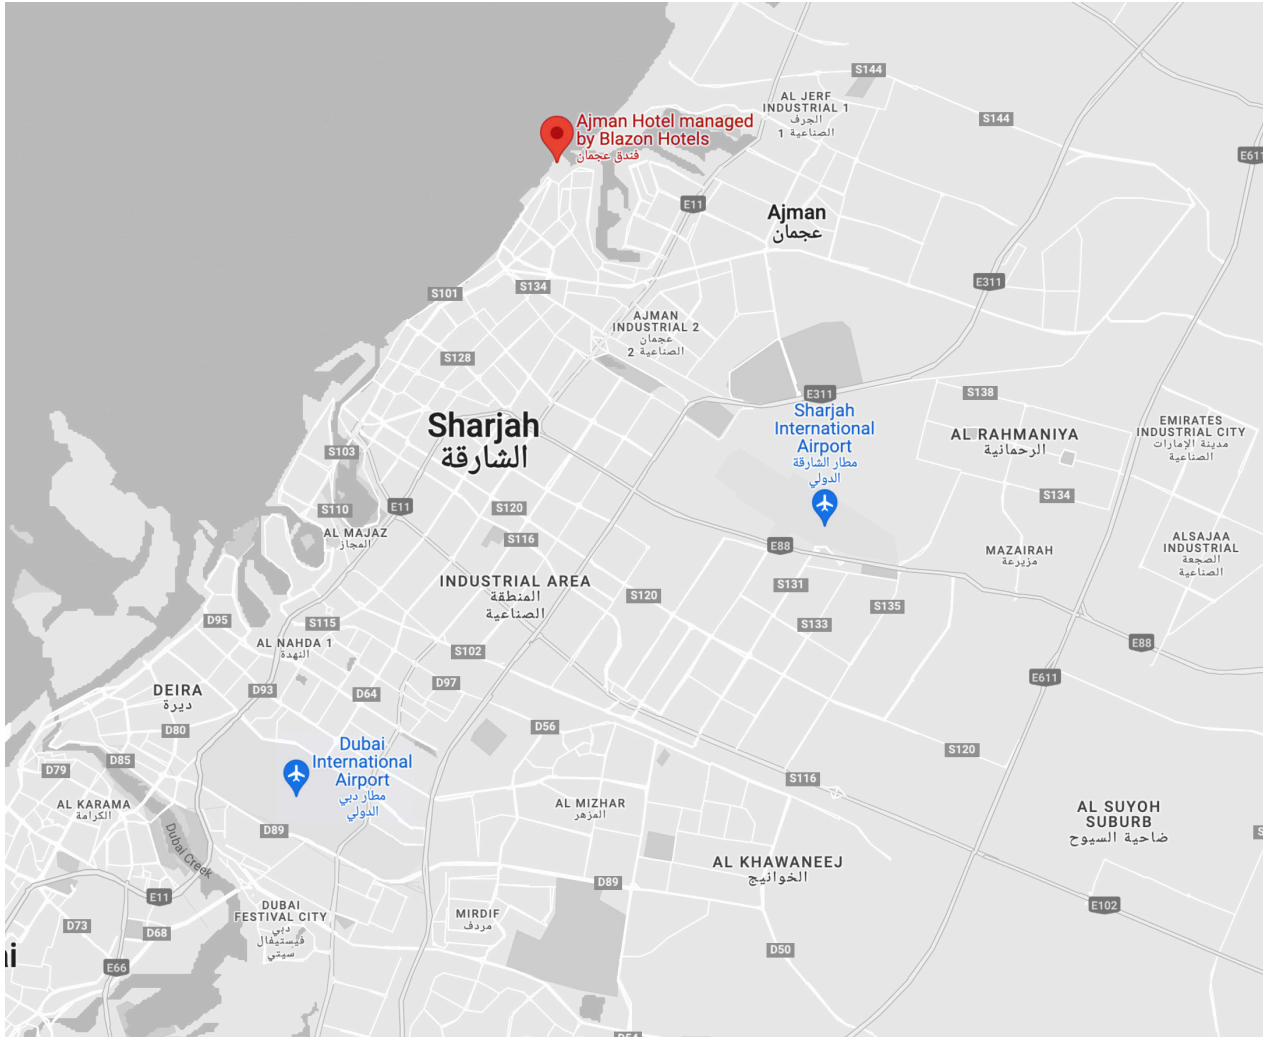 S144
AL JERF
INDUSTRIAL 1
الجرف
الصناعية 1
S144
Ajman Hotel managed
by Blazon Hotels
فندق عجمان
E611
E11
Ajman
عجمان
E311
S101
S134
AJMAN
INDUSTRIAL 2
عجمان
الصناعية 2
S128
E311
S138
Sharjah
الشارقة
Sharjah
International
Airport
مطار الشارقة
الدولي
AL RAHMANIYA
الرحمانية
EMIRATES
INDUSTRIAL CITY
مدينة الإمارات
الصناعية
S103
S134
S110
E11
S120
AL MAJAZ
المجاز
S116
E88
MAZAIRAH
مزيرعة
ALSAJAA
INDUSTRIAL
الصجعة
الصناعية
INDUSTRIAL AREA
المنطقة
الصناعية
S120
S131
S135
D95
S115
S133
AL NAHDA 1
النهدة
S102
E88
DEIRA
ديرة
D93
D64
D97
E611
D80
D56
S120
Dubai
International
Airport
مطار دبي
الدولي
D79
D85
S116
AL KARAMA
الكرامة
AL MIZHAR
المزهر
AL SUYOH
SUBURB
ضاحية السيوح
D89
Dubai Creek
AL KHAWANEEJ
الخوانيج
D89
E11
E102
DUBAI
FESTIVAL CITY
دبي
فيستيفال
سيتي
MIRDIF
مردف
D73
D68
D50
E66